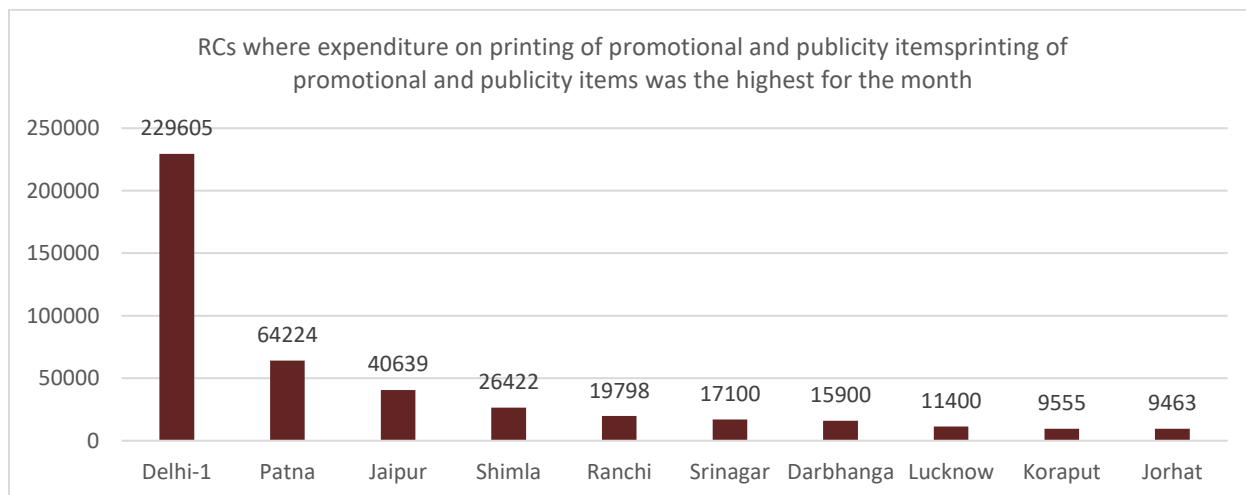 RCs where expenditure on printing of promotional and publicity itemsprinting of
promotional and publicity items was the highest for the month
250000
200000
150000
100000
50000
0
229605
64224
40639
26422
19798
17100
15900
11400
9555
9463
Delhi-1
Patna
Jaipur
Shimla
Ranchi
Srinagar
Darbhanga
Lucknow
Koraput
Jorhat